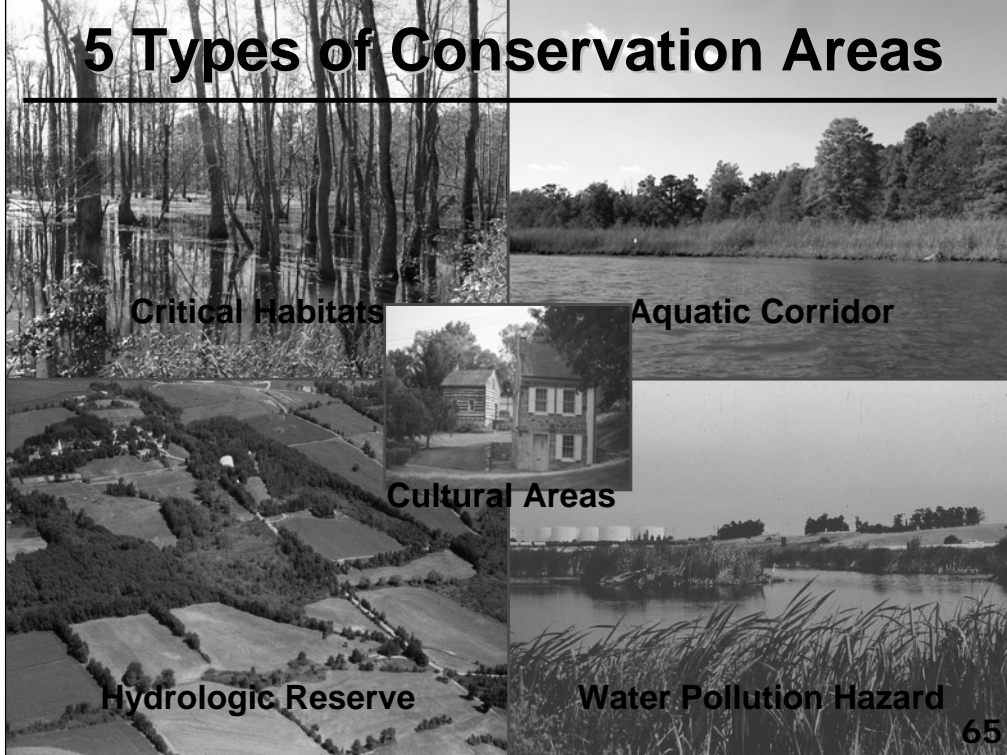 5 Types of Conservation Areas
Critical Habitats
Aquatic Corridor
Cultural Areas
Hydrologic Reserve
Water Pollution Hazard
65